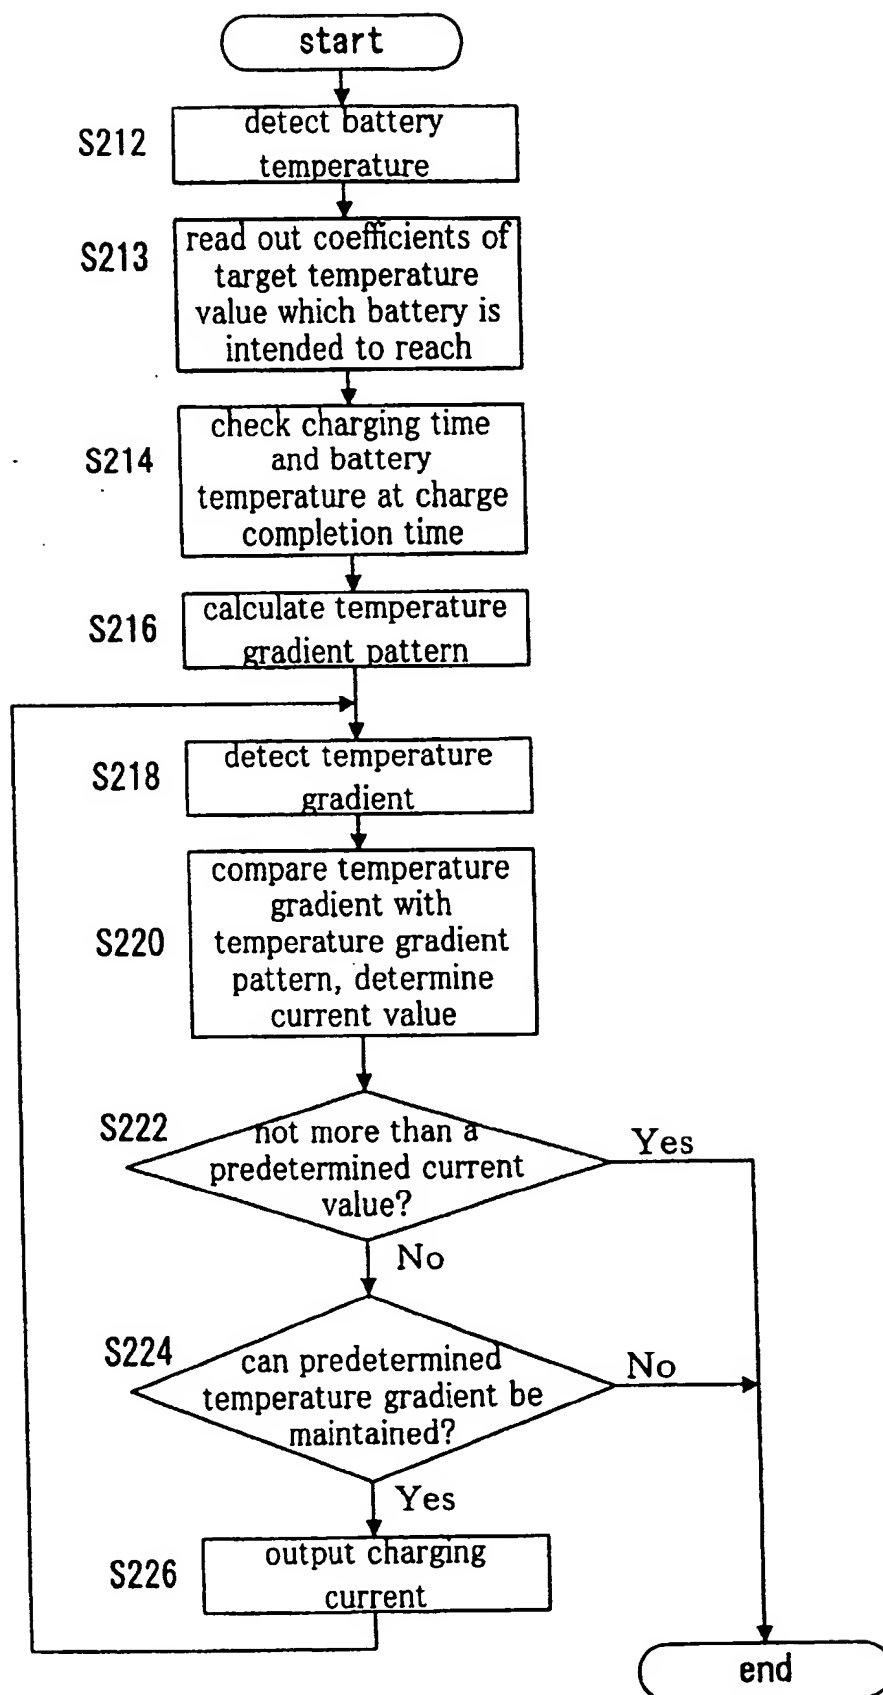 start
S212
detect battery
temperature
S213
read out coefficients of
target temperature
value which battery is
intended to reach
S214
check charging time
and battery
temperature at charge
completion time
S216
calculate temperature
gradient pattern
S218
detect temperature
gradient
S220
compare temperature
gradient with
temperature gradient
pattern, determine
current value
S222
not more than a
predetermined current
value?
Yes
No
S224
can predetermined
temperature gradient be
maintained?
No
Yes
S226
output charging
current
end